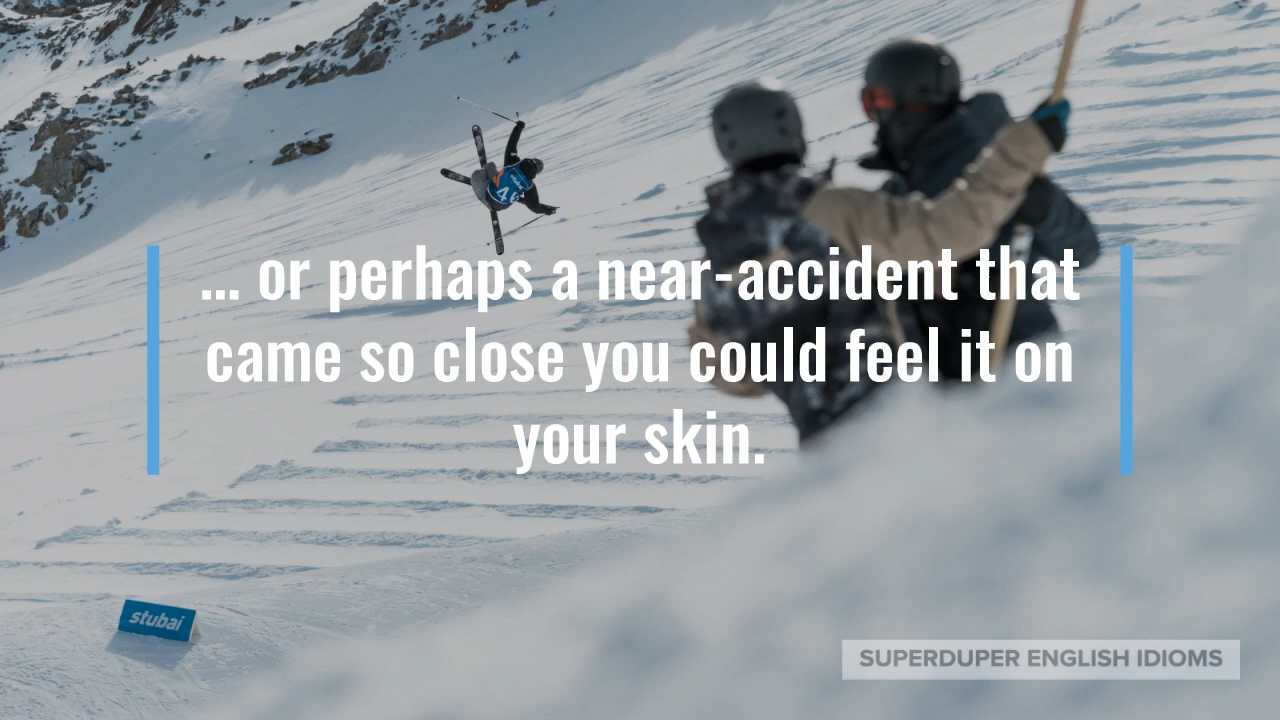 ... or perhaps a near-accident that
came so close you could feel it on
your skin.
stubai
SUPERDUPER ENGLISH IDIOMS